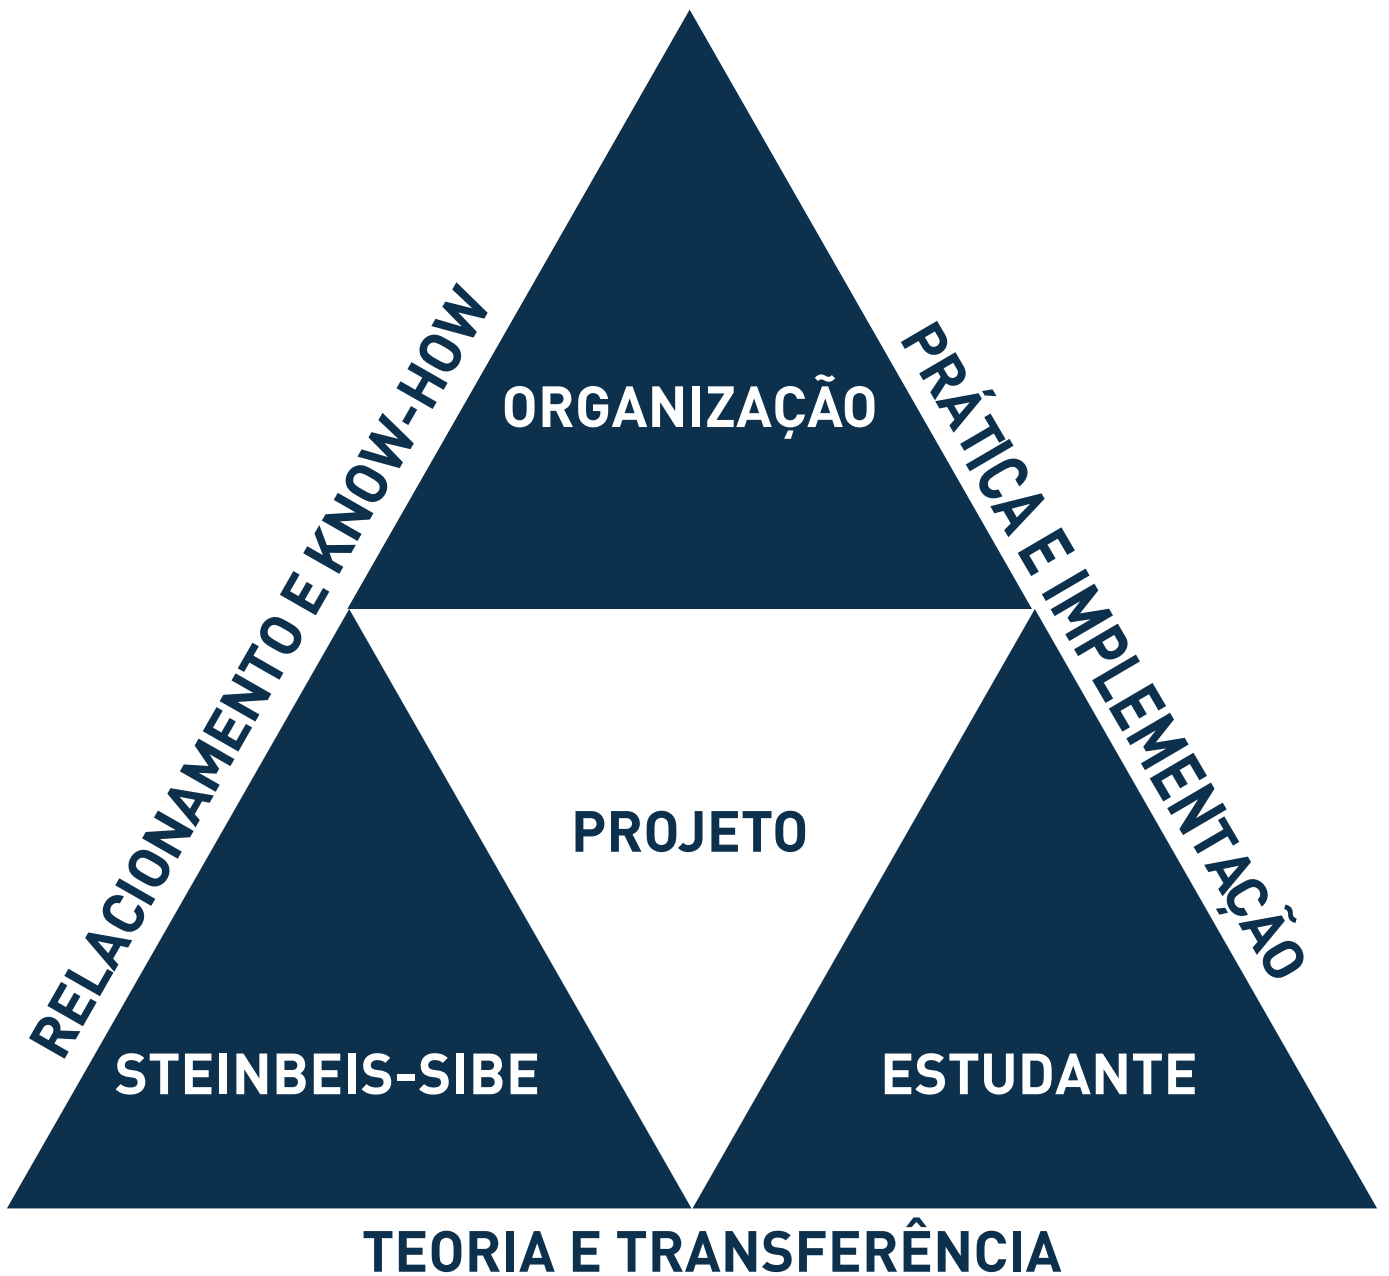 ORGANIZAÇÃO
RELACIONAMENTO E KNOW-HOW
PRÁTICA E IMPLEMENTAÇÃO
PROJETO
STEINBEIS-SIBE
ESTUDANTE
TEORIA E TRANSFERÊNCIA